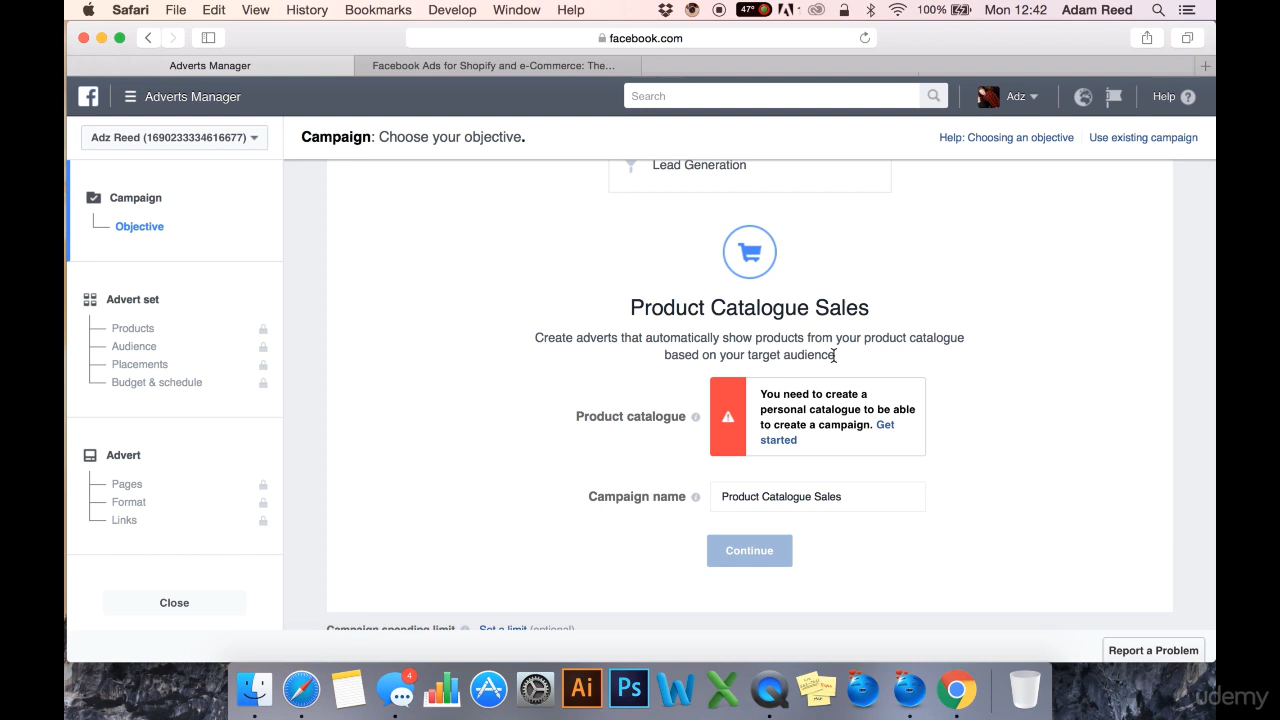 Safari File Edit View History Bookmarks Develop Window Help 47° 100% Mon 12:42 Adam Reed
facebook.com
Adverts Manager Facebook Ads for Shopify and e-Commerce: The...
Adverts Manager Search Adz Help
Adz Reed (1690233334616677) Campaign: Choose your objective. Help: Choosing an objective Use existing campaign
Lead Generation
Campaign
Objective
Advert set
Products
Audience
Placements
Budget & schedule
Advert
Pages
Format
Links
Close
Product Catalogue Sales
Create adverts that automatically show products from your product catalogue
based on your target audience
Product catalogue
You need to create a
personal catalogue to be able
to create a campaign. Get
started
Campaign name Product Catalogue Sales
Continue
Campaign spending limit Set a limit (optional)
Report a Problem
4
Ai Ps
udemy